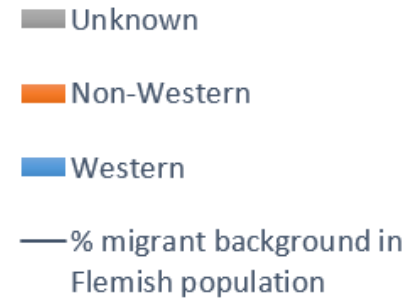 Unknown
Non-Western
Western
% migrant background in
Flemish population